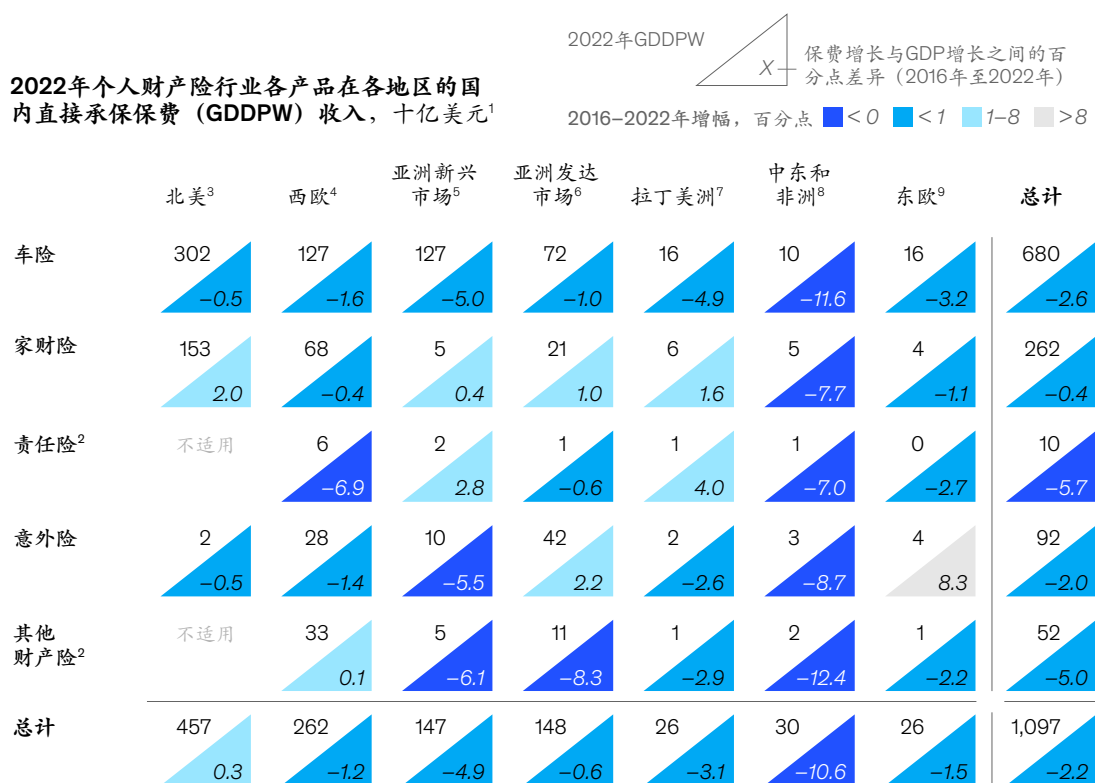 2022年GDDPW
X
保费增长与GDP增长之间的百
分点差异（2016年至2022年）
2022年个人财产险行业各产品在各地区的国
内直接承保保费（GDDPW）收入，十亿美元1
2016–2022年增幅，百分点 <0 <1 1–8 >8
北美3 西欧4 亚洲新兴市场5 亚洲发达市场6 拉丁美洲7 中东和非洲8 东欧9 总计
车险 302 127 127 72 16 10 16 680
–0.5 –1.6 –5.0 –1.0 –4.9 –11.6 –3.2 –2.6
家财险 153 68 5 21 6 5 4 262
2.0 –0.4 0.4 1.0 1.6 –7.7 –1.1 –0.4
责任险2 不适用 6 2 1 1 1 0 10
–6.9 2.8 –0.6 4.0 –7.0 –2.7 –5.7
意外险 2 28 10 42 2 3 4 92
–0.5 –1.4 –5.5 2.2 –2.6 –8.7 8.3 –2.0
其他
财产险2 不适用 33 5 11 1 2 1 52
0.1 –6.1 –8.3 –2.9 –12.4 –2.2 –5.0
总计 457 262 147 148 26 30 26 1,097
0.3 –1.2 –4.9 –0.6 –3.1 –10.6 –1.5 –2.2